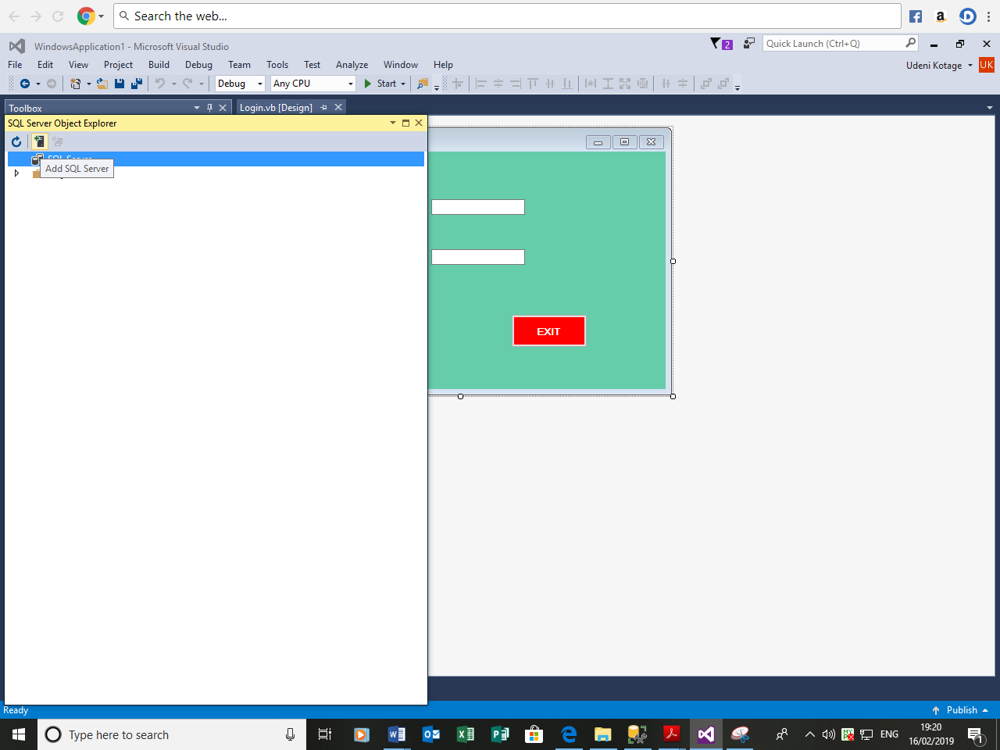 Search the web...
WindowsApplication1 - Microsoft Visual Studio
2
Quick Launch (Ctrl+Q)
File Edit View Project Build Debug Team Tools Test Analyze Window Help
Udeni Kotage UK
Debug Any CPU Start
Toolbox
Login.vb [Design]
SQL Server Object Explorer
SQL Server
Add SQL Server
EXIT
Ready
Publish
Type here to search
ENG
19:20
16/02/2019
1